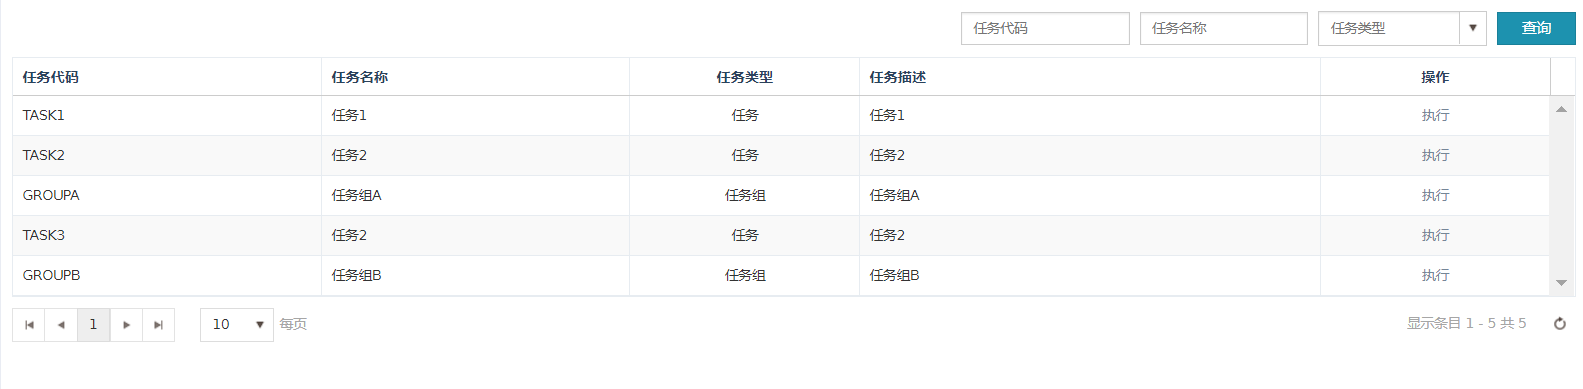 任务代码 任务名称 任务类型 查询
任务代码 任务名称 任务类型 任务描述 操作
TASK1 任务1 任务 任务1 执行
TASK2 任务2 任务 任务2 执行
GROUPA 任务组A 任务组 任务组A 执行
TASK3 任务2 任务 任务2 执行
GROUPB 任务组B 任务组 任务组B 执行
1 10 每页 显示条目 1 - 5 共 5